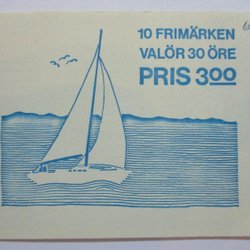 10 FRIMÄRKEN
VALÖR 30 ÖRE
PRIS 3.00